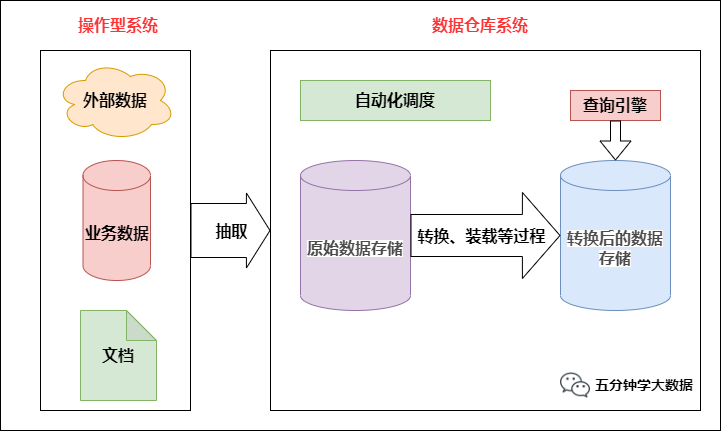 操作型系统
数据仓库系统
外部数据
业务数据
文档
抽取
自动化调度
查询引擎
原始数据存储
转换、装载等过程
转换后的数据
存储
五分钟学大数据